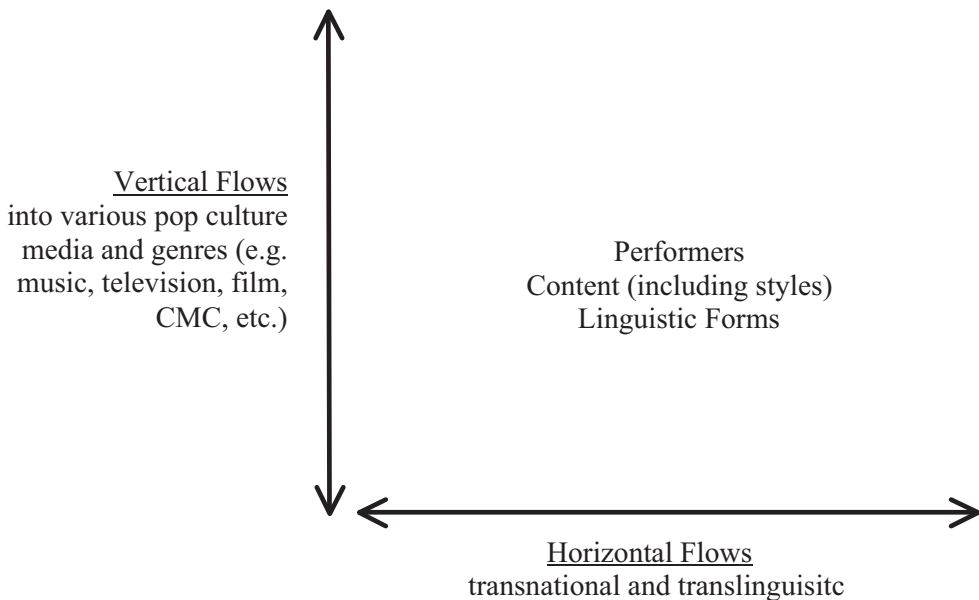 Vertical Flows
into various pop culture
media and genres (e.g.
music, television, film,
CMC, etc.)
Performers
Content (including styles)
Linguistic Forms
Horizontal Flows
transnational and translinguisitc